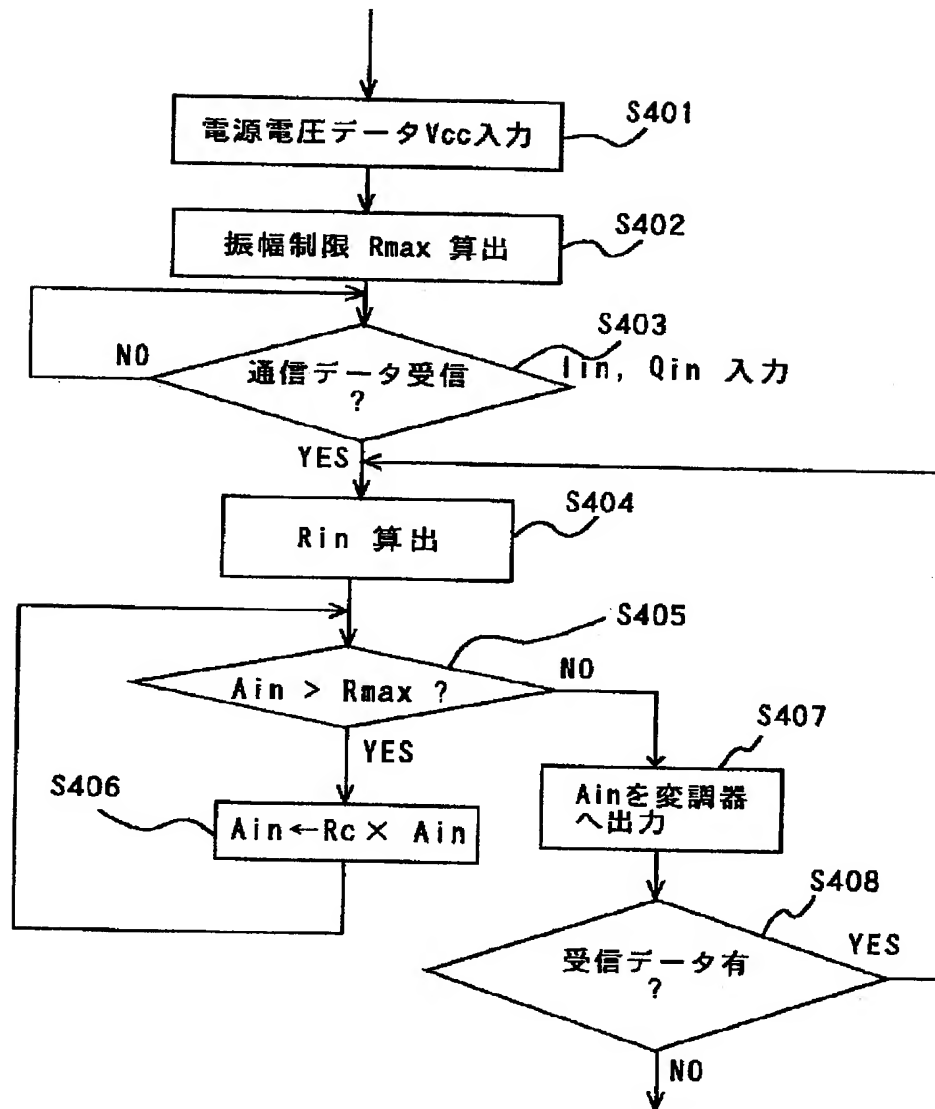 S401
電源電圧データVcc入力
S402
振幅制限 Rmax 算出
S403
NO
通信データ受信
?
Iin, Qin 入力
YES
S404
Rin 算出
S405
Ain > Rmax ?
NO
YES
S407
S406
Ain←Rc× Ain
Ainを変調器
へ出力
S408
受信データ有
?
YES
NO